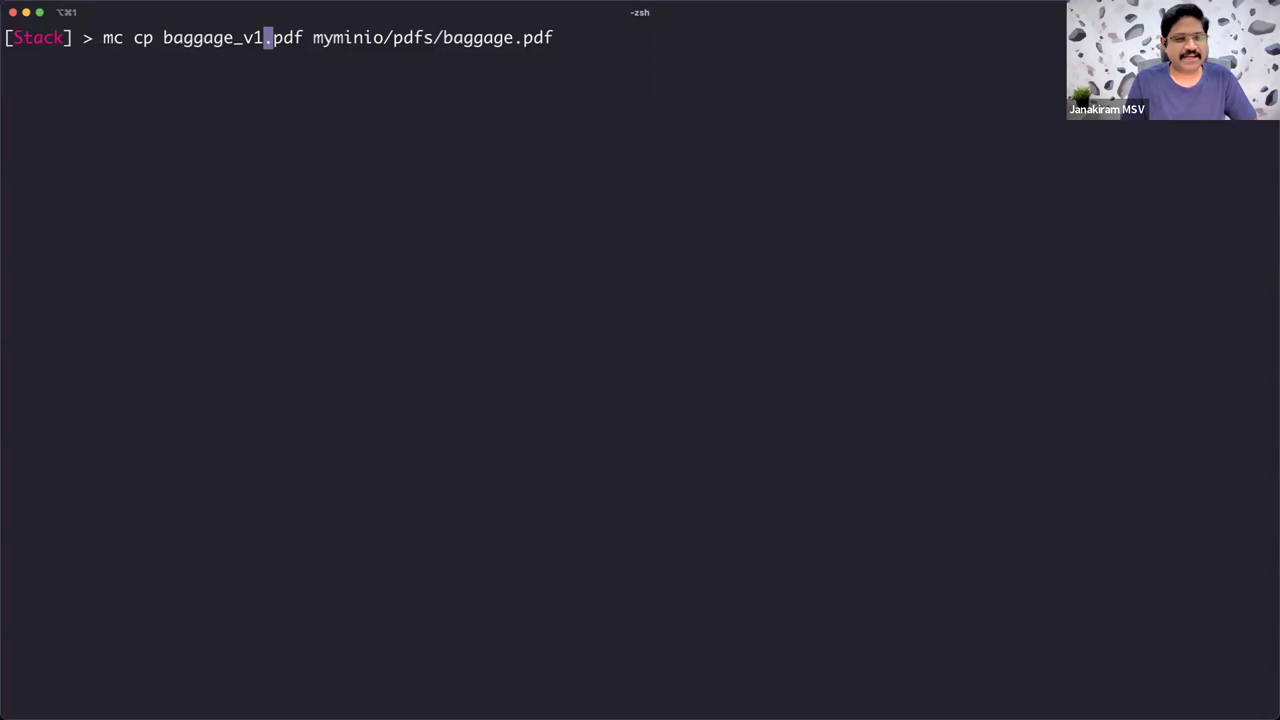 ⌥⌘1
-zsh
[Stack] > mc cp baggage_v1.pdf myminio/pdfs/baggage.pdf
Janakiram MSV